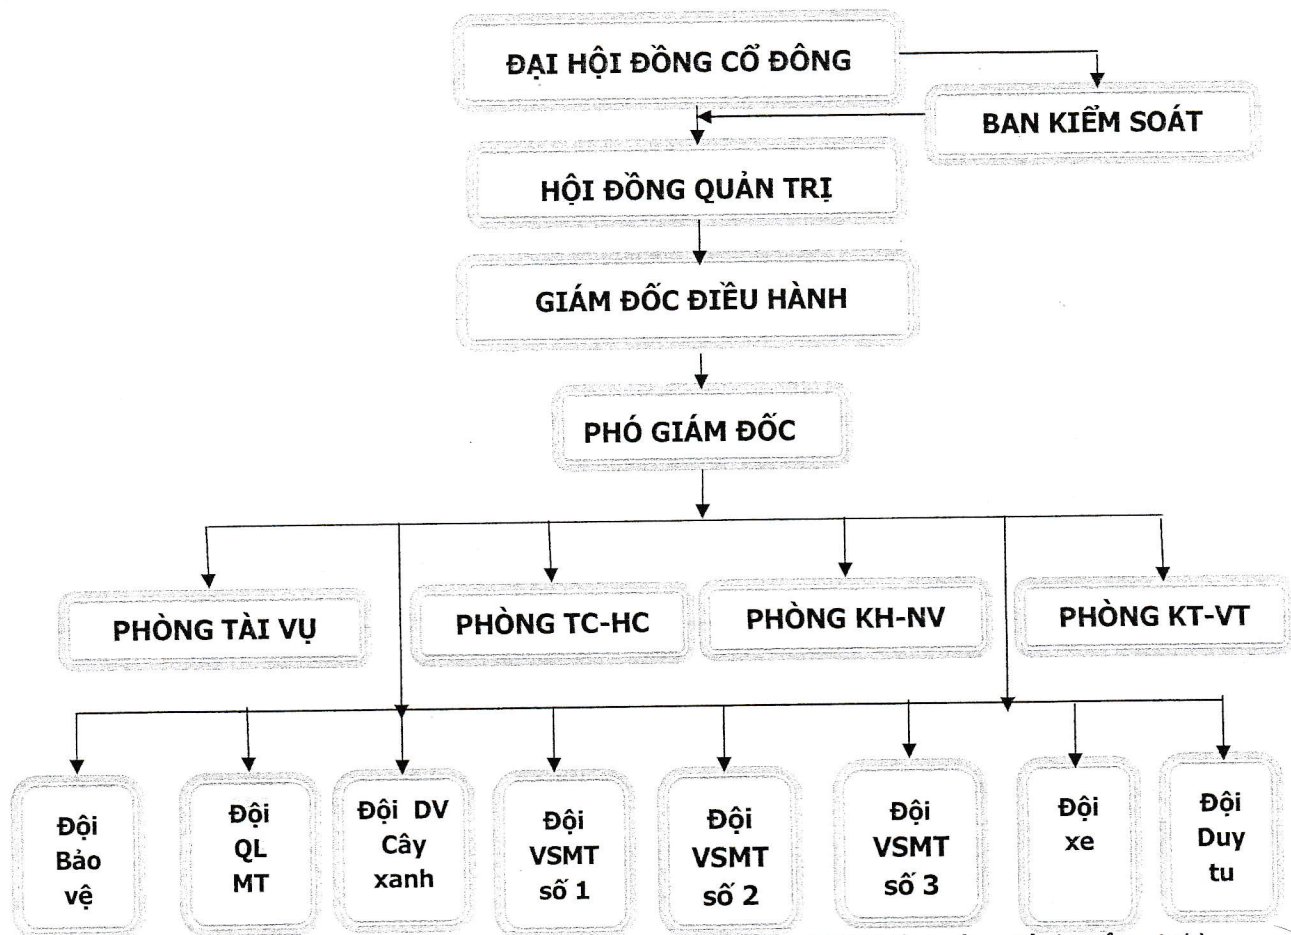 ĐẠI HỘI ĐỒNG CỔ ĐÔNG
BAN KIỂM SOÁT
HỘI ĐỒNG QUẢN TRỊ
GIÁM ĐỐC ĐIỀU HÀNH
PHÓ GIÁM ĐỐC
PHÒNG TÀI VỤ
PHÒNG TC-HC
PHÒNG KH-NV
PHÒNG KT-VT
Đội
Bảo
vệ
Đội
QL
MT
Đội DV
Cây
xanh
Đội
VSMT
số 1
Đội
VSMT
số 2
Đội
VSMT
số 3
Đội
xe
Đội
Duy
tu